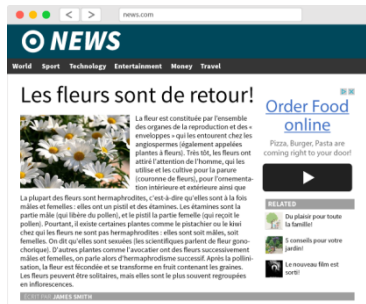 news.com
NEWS
World Sport Technology Entertainment Money Travel
Les fleurs sont de retour!
La fleur est constituée par l'ensemble
des organes de la reproduction et des «
enveloppes » qui les entourent chez les
angiospermes (également appelées
plantes à fleurs). Très tôt, les fleurs ont
attiré l'attention de l'homme, qui les
utilise et les cultive pour la parure
(couronne de fleurs), pour l'ornementa-
tion intérieure et extérieure ainsi que
La plupart des fleurs sont hermaphrodites, c'est-à-dire qu'elles sont à la fois
mâles et femelles : elles ont un pistil et des étamines. Les étamines sont la
partie mâle (qui libère du pollen), et le pistil la partie femelle (qui reçoit le
pollen). Pourtant, il existe certaines plantes comme le pistachier ou le kiwi
chez qui les fleurs ne sont pas hermaphrodites : elles sont soit mâles, soit
femelles. On dit qu'elles sont sexuées (les scientifiques parlent de fleur gono-
chorique). D'autres plantes comme l'avocatier ont des fleurs successivement
mâles et femelles, on parle alors d'hermaphrodisme successif. Après la pollini-
sation, la fleur est fécondée et se transforme en fruit contenant les graines.
Les fleurs peuvent être solitaires, mais elles sont le plus souvent regroupées
en inflorescences.
ÉCRIT PAR JAMES SMITH
Order Food
online
Pizza, Burger, Pasta are
coming right to your door!
RELATED
Du plaisir pour toute
la famille!
5 conseils pour votre
jardin!
Le nouveau film est
sorti!